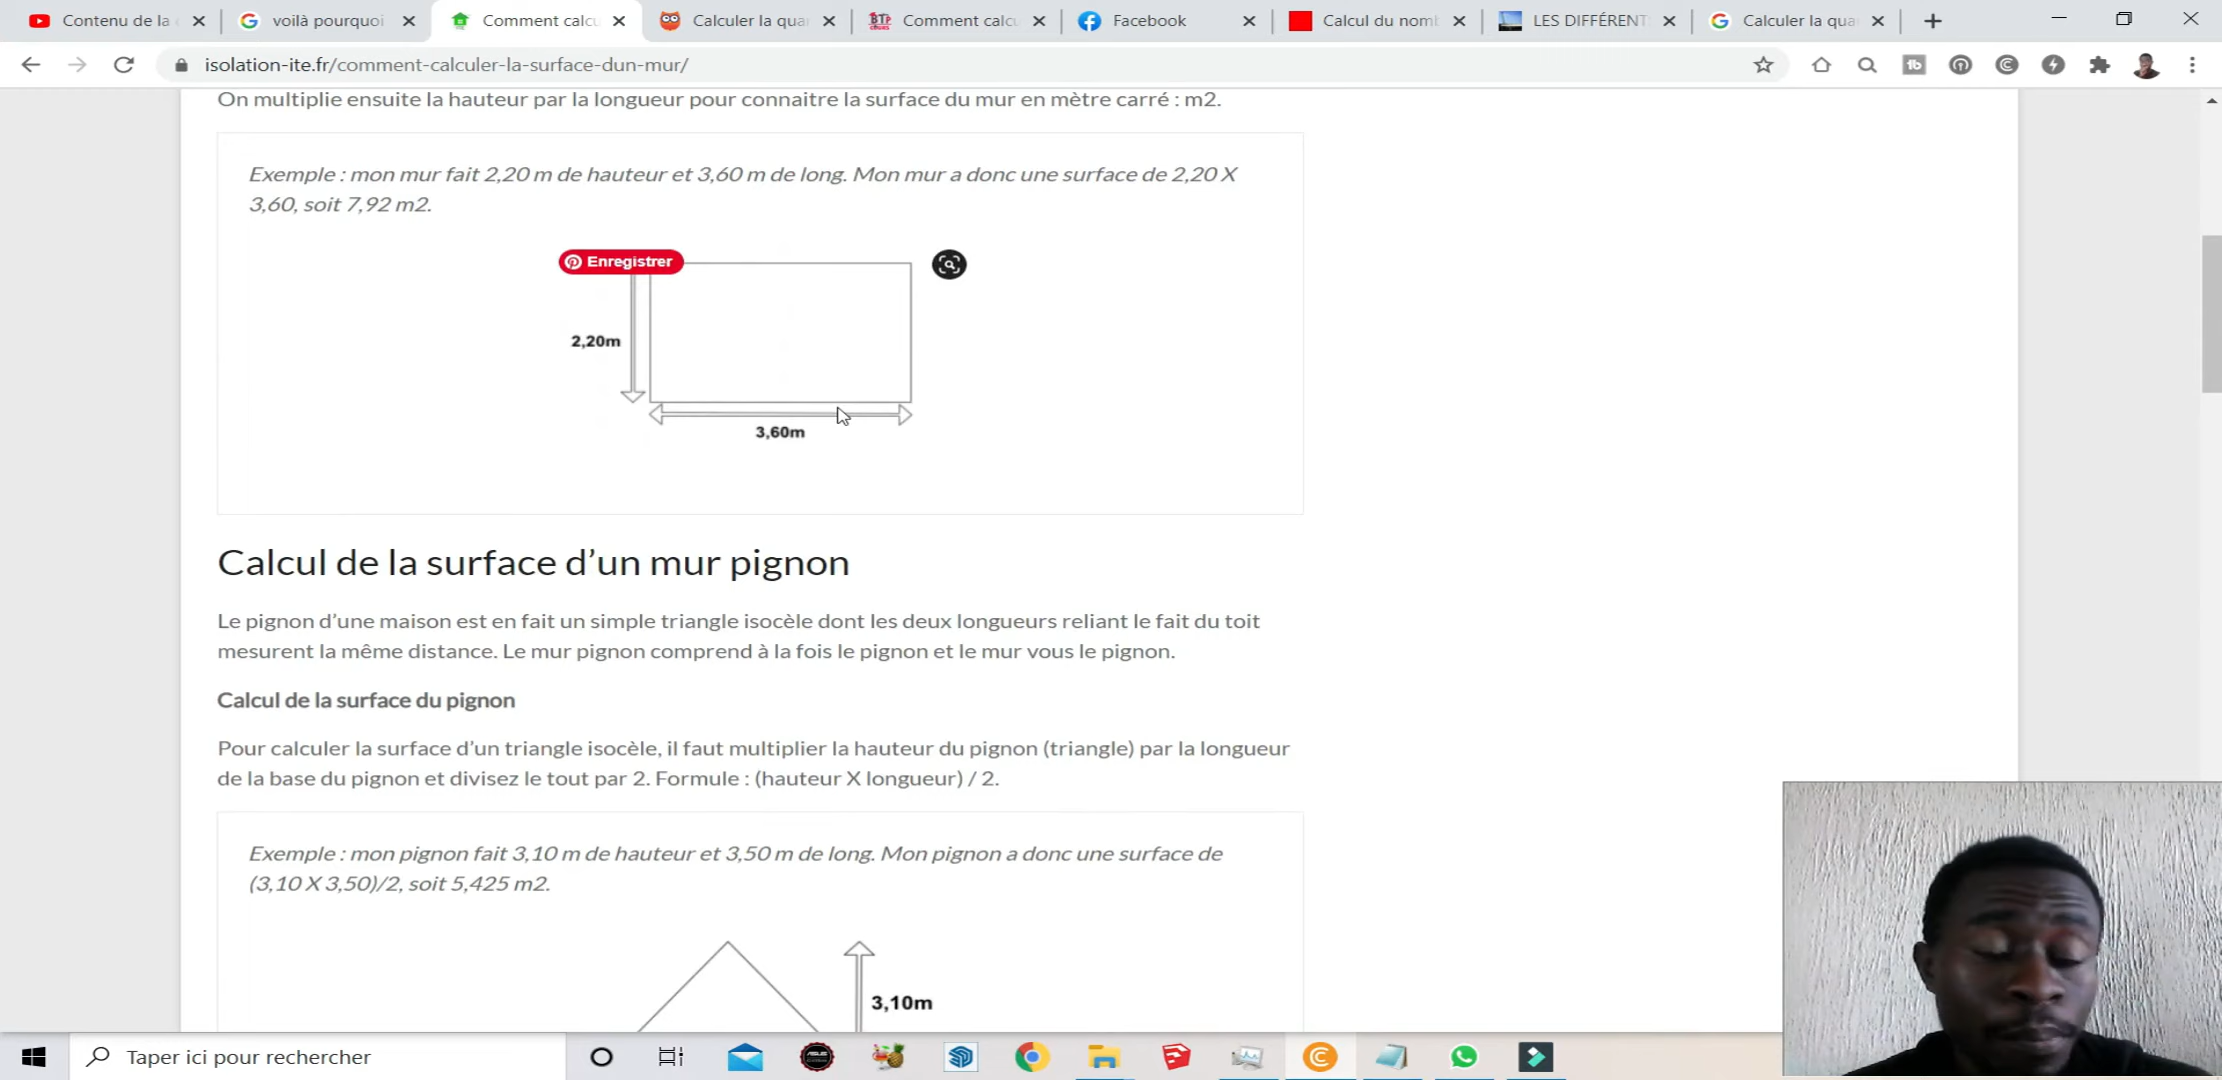 Contenu de la
voilà pourquoi
Comment calcu
Calculer la qua
BTP COURS
Comment calc
Facebook
Calcul du nom
LES DIFFÉRENT
Calculer la qua
isolation-ite.fr/comment-calculer-la-surface-dun-mur/
On multiplie ensuite la hauteur par la longueur pour connaitre la surface du mur en mètre carré : m2.
Exemple : mon mur fait 2,20 m de hauteur et 3,60 m de long. Mon mur a donc une surface de 2,20 X
3,60, soit 7,92 m2.
Enregistrer
2,20m
3,60m
Calcul de la surface d’un mur pignon
Le pignon d’une maison est en fait un simple triangle isocèle dont les deux longueurs reliant le fait du toit
mesurent la même distance. Le mur pignon comprend à la fois le pignon et le mur vous le pignon.
Calcul de la surface du pignon
Pour calculer la surface d’un triangle isocèle, il faut multiplier la hauteur du pignon (triangle) par la longueur
de la base du pignon et divisez le tout par 2. Formule : (hauteur X longueur) / 2.
Exemple : mon pignon fait 3,10 m de hauteur et 3,50 m de long. Mon pignon a donc une surface de
(3,10 X 3,50)/2, soit 5,425 m2.
3,10m
Taper ici pour rechercher